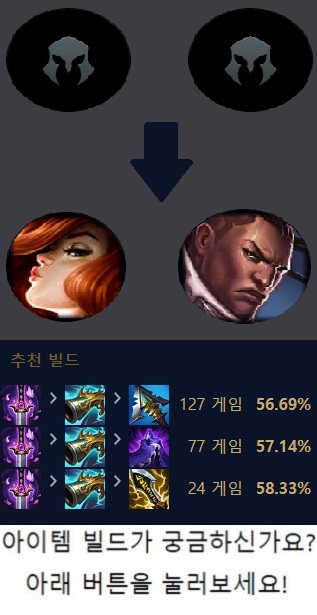 추천 빌드
127 게임 56.69%
77 게임 57.14%
24 게임 58.33%
아이템 빌드가 궁금하신가요?
아래 버튼을 눌러보세요!